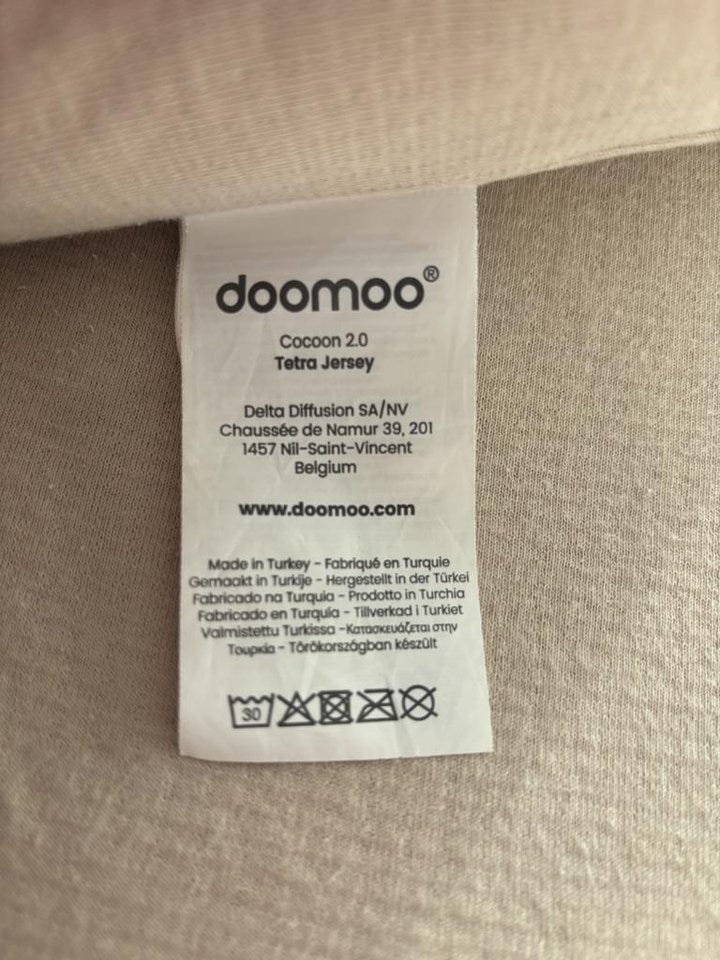 doomoo®
Cocoon 2.0
Tetra Jersey
Delta Diffusion SA/NV
Chaussée de Namur 39, 201
1457 Nil-Saint-Vincent
Belgium
www.doomoo.com
Made in Turkey - Fabriqué en Turquie
Gemaakt in Turkije - Hergestellt in der Türkei
Fabricado na Turquia - Prodotto in Turchia
Fabricado en Turquía - Tillverkad i Turkiet
Valmistettu Turkissa -Κατασκευάζεται στην
Τουρκία - Törökországban készült
30